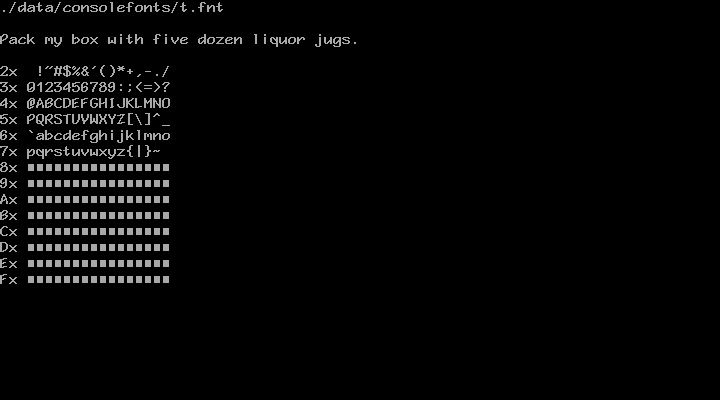 ./data/consolefonts/t.fnt
Pack my box with five dozen liquor jugs.
2x  !"#$%&´()*+,-./
3x 0123456789:;<=>?
4x @ABCDEFGHIJKLMNO
5x PQRSTUVWXYZ[\]^_
6x `abcdefghijklmno
7x pqrstuvwxyz{|}~
8x ■■■■■■■■■■■■■■■■
9x ■■■■■■■■■■■■■■■■
Ax ■■■■■■■■■■■■■■■■
Bx ■■■■■■■■■■■■■■■■
Cx ■■■■■■■■■■■■■■■■
Dx ■■■■■■■■■■■■■■■■
Ex ■■■■■■■■■■■■■■■■
Fx ■■■■■■■■■■■■■■■■